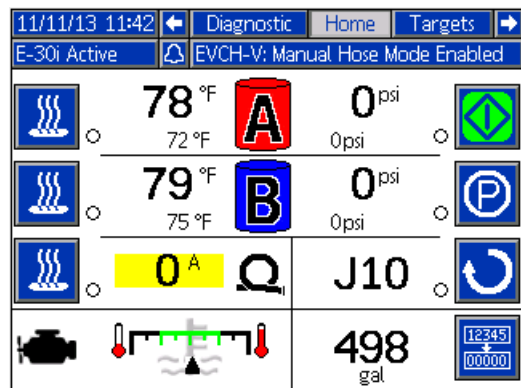 11/11/13 11:42 Diagnostic Home Targets
E-30i Active EVCH-V: Manual Hose Mode Enabled
78 °F A 0 psi
72 °F 0psi
79 °F B 0 psi
75 °F 0psi P
0 A J10
498
gal
12345
00000